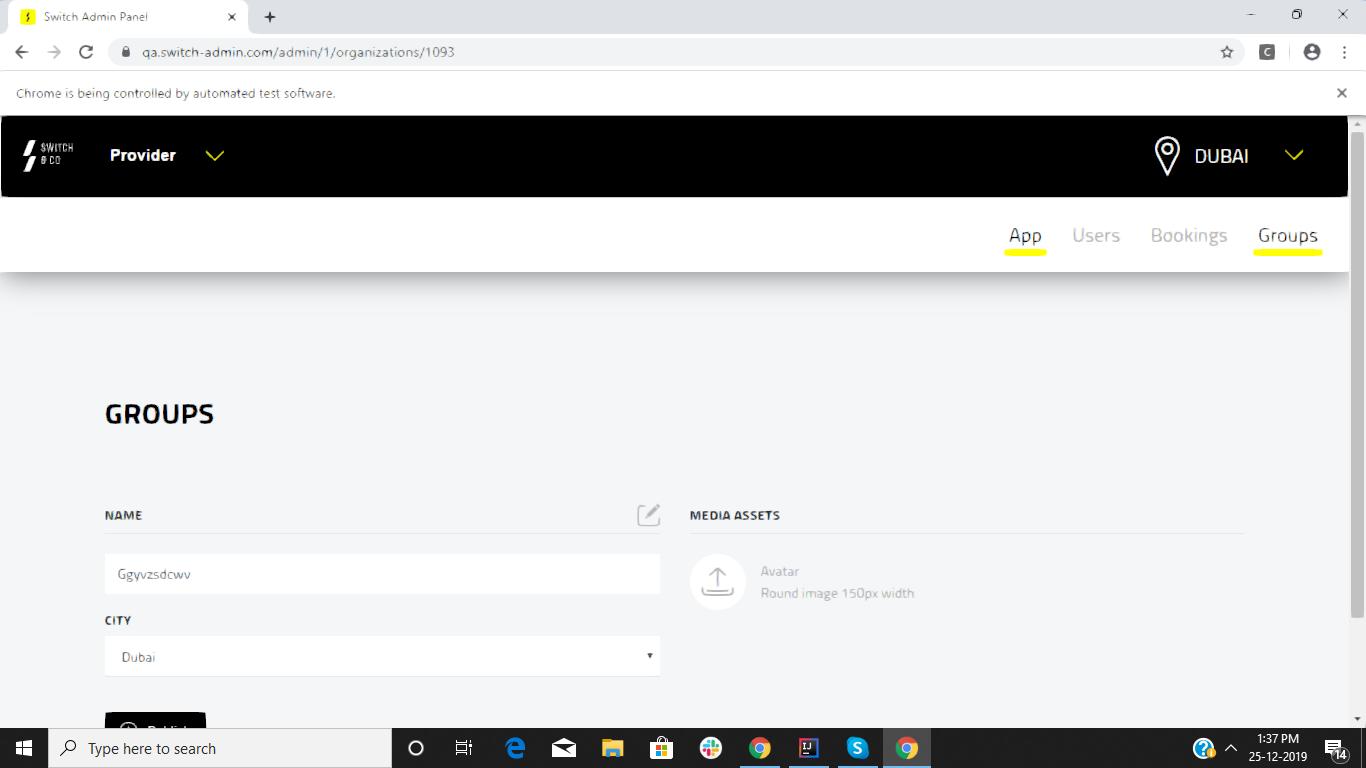 Switch Admin Panel
qa.switch-admin.com/admin/1/organizations/1093
C
Chrome is being controlled by automated test software.
SWITCH
& CO
Provider
DUBAI
App Users Bookings Groups
GROUPS
NAME
MEDIA ASSETS
Ggyvzsdcwv
Avatar
Round image 150px width
CITY
Dubai
Type here to search
IJ
S
1:37 PM
25-12-2019
14